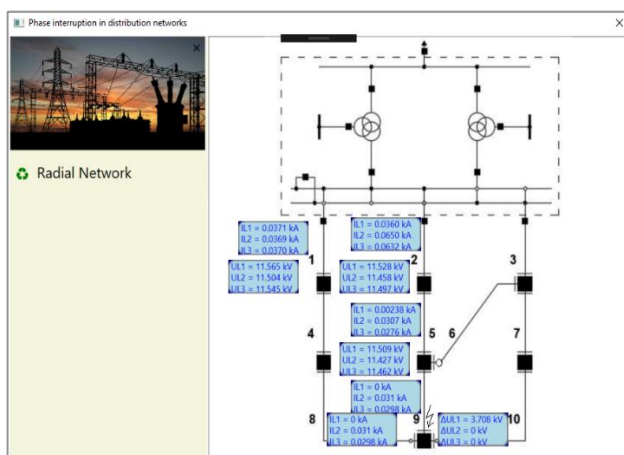 Phase interruption in distribution networks
Radial Network
IL1 = 0.0371 kA
IL2 = 0.0369 kA
IL3 = 0.0370 kA
IL1 = 0.0360 kA
IL2 = 0.0650 kA
IL3 = 0.0632 kA
1
2
3
UL1 = 11.565 kV
UL2 = 11.504 kV
UL3 = 11.545 kV
UL1 = 11.528 kV
UL2 = 11.458 kV
UL3 = 11.497 kV
IL1 = 0.00238 kA
IL2 = 0.0307 kA
IL3 = 0.0276 kA
4
5
6
7
UL1 = 11.509 kV
UL2 = 11.427 kV
UL3 = 11.462 kV
IL1 = 0 kA
IL2 = 0.031 kA
IL3 = 0.0298 kA
8
9
10
IL1 = 0 kA
IL2 = 0.031 kA
IL3 = 0.0298 kA
ΔUL1 = 3.708 kV
ΔUL2 = 0 kV
ΔUL3 = 0 kV